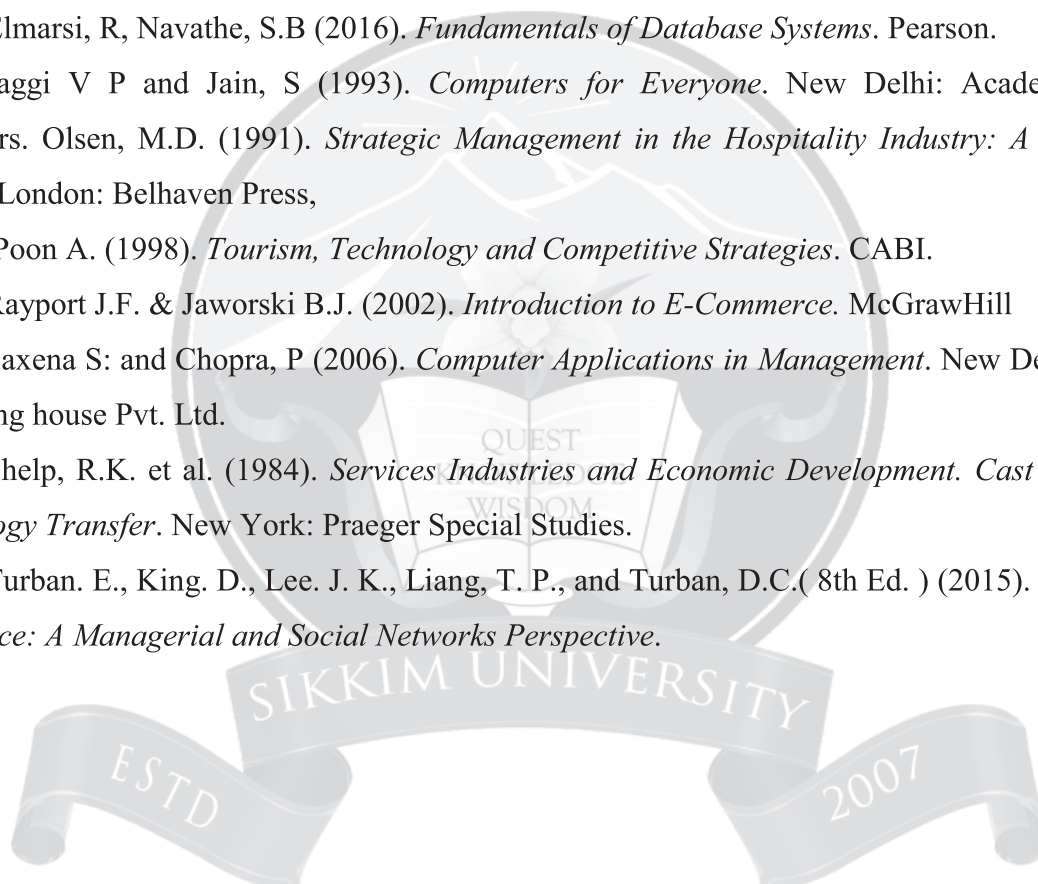 Elmarsi, R, Navathe, S.B (2016). Fundamentals of Database Systems. Pearson.
aggi V P and Jain, S (1993). Computers for Everyone. New Delhi: Acade
rs. Olsen, M.D. (1991). Strategic Management in the Hospitality Industry: A
London: Belhaven Press,
Poon A. (1998). Tourism, Technology and Competitive Strategies. CABI.
Rayport J.F. & Jaworski B.J. (2002). Introduction to E-Commerce. McGrawHill
axena S: and Chopra, P (2006). Computer Applications in Management. New De
ng house Pvt. Ltd.
help, R.K. et al. (1984). Services Industries and Economic Development. Cast
ogy Transfer. New York: Praeger Special Studies.
Turban. E., King. D., Lee. J. K., Liang, T. P., and Turban, D.C.( 8th Ed. ) (2015).
ce: A Managerial and Social Networks Perspective.
QUEST
KNOWLEDGE
WISDOM
SIKKIM UNIVERSITY
ESTD
2007